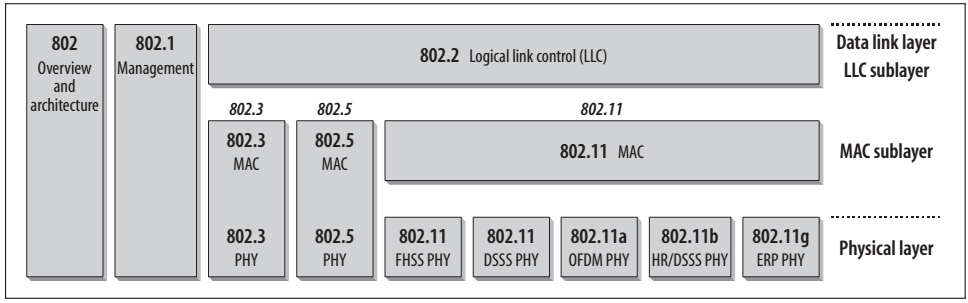 802
Overview
and
architecture
802.1
Management
802.2 Logical link control (LLC)
Data link layer
LLC sublayer
802.3
802.5
802.11
802.3
MAC
802.5
MAC
802.11 MAC
MAC sublayer
802.3
PHY
802.5
PHY
802.11
FHSS PHY
802.11
DSSS PHY
802.11a
OFDM PHY
802.11b
HR/DSSS PHY
802.11g
ERP PHY
Physical layer